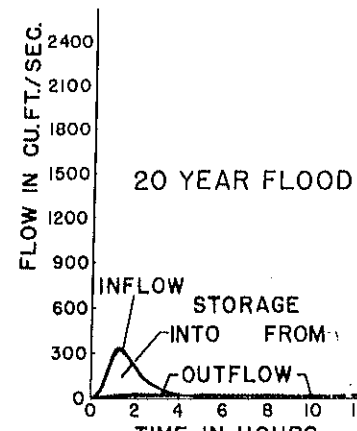 FLOW IN CU.FT./SEC.
2400
2100
1800
1500
1200
900
600
300
0
20 YEAR FLOOD
INFLOW
STORAGE
INTO FROM
OUTFLOW
0 2 4 6 8 10 1
TIME IN HOURS